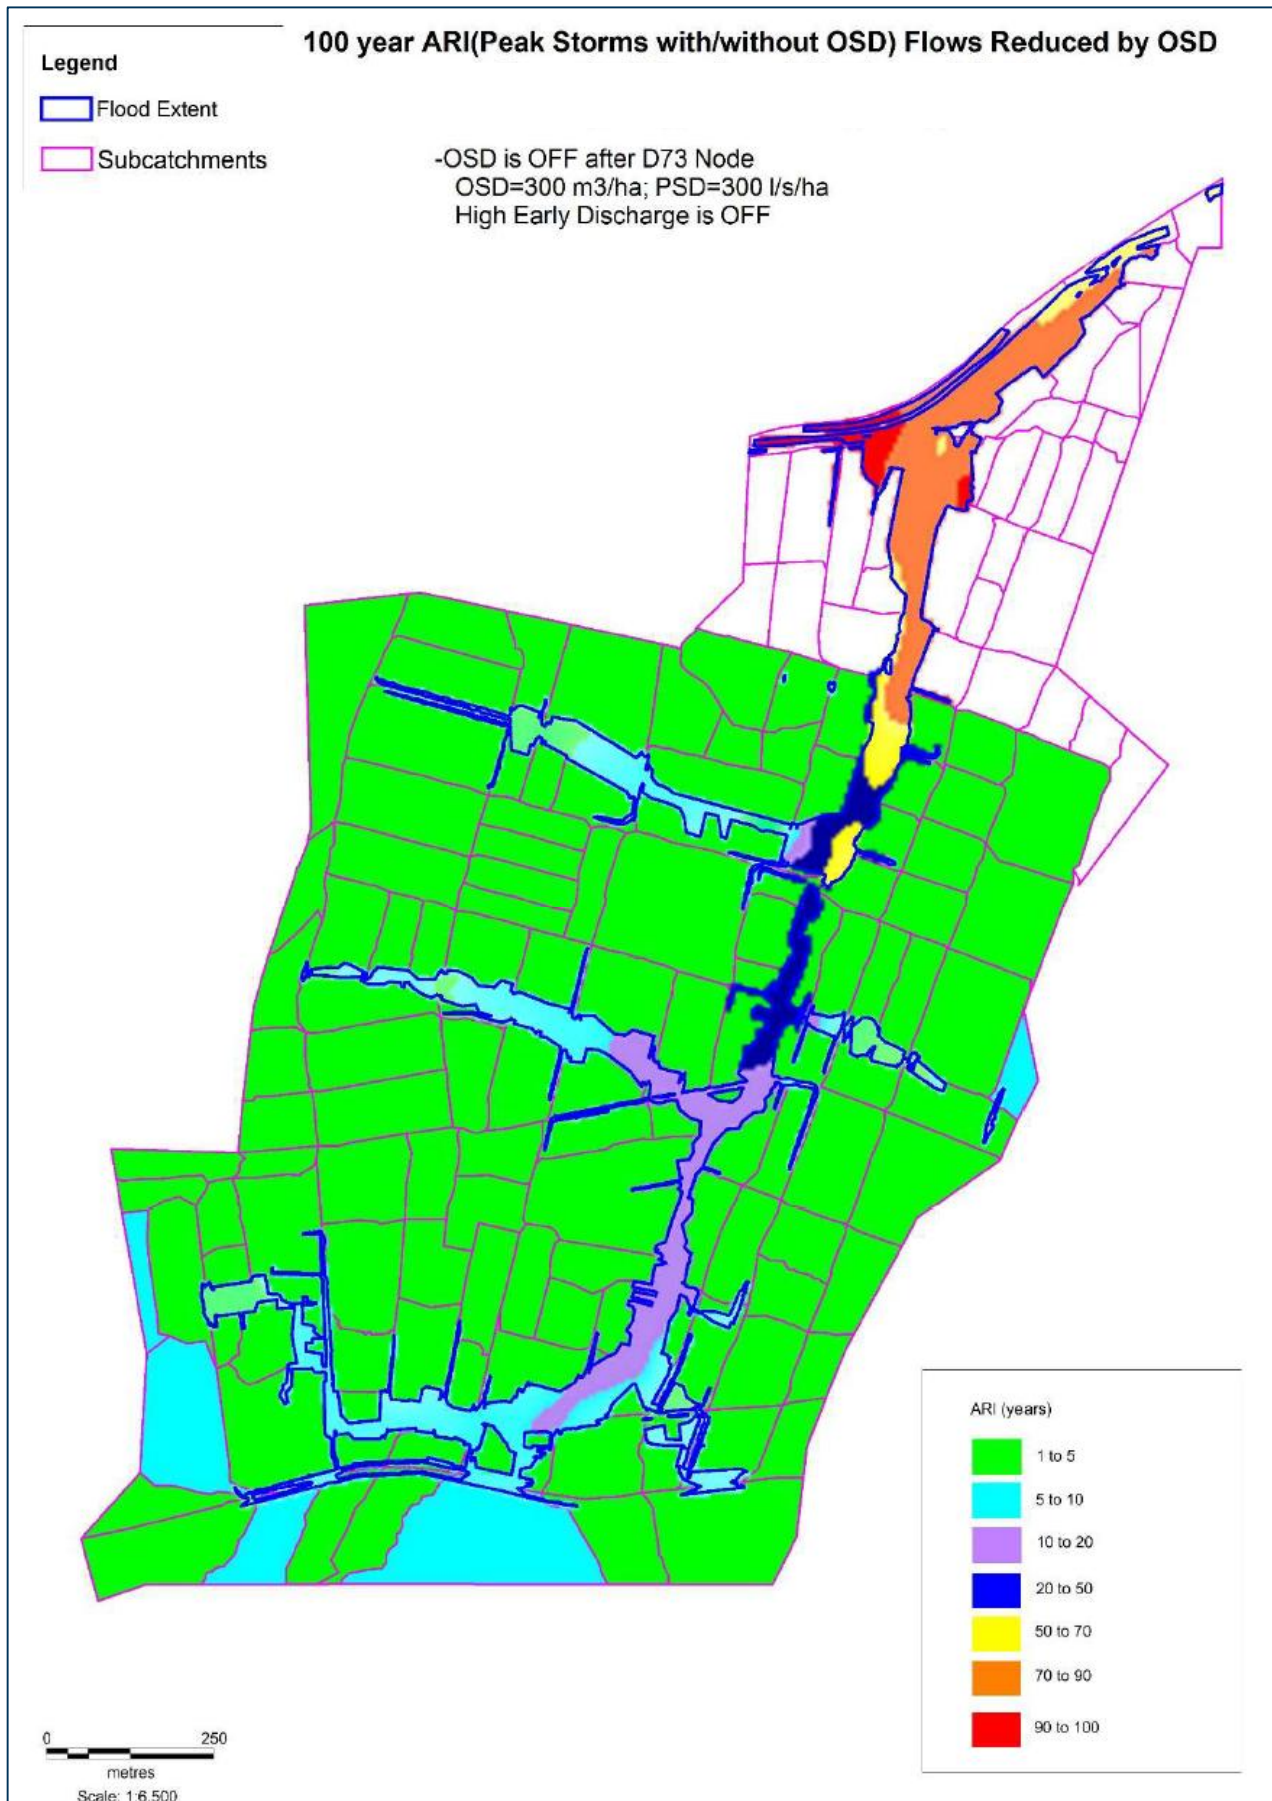 100 year ARI(Peak Storms with/without OSD) Flows Reduced by OSD
Legend
Flood Extent
Subcatchments
-OSD is OFF after D73 Node
OSD=300 m3/ha; PSD=300 l/s/ha
High Early Discharge is OFF
ARI (years)
1 to 5
5 to 10
10 to 20
20 to 50
50 to 70
70 to 90
90 to 100
0 250
metres
Scale: 1:6,500